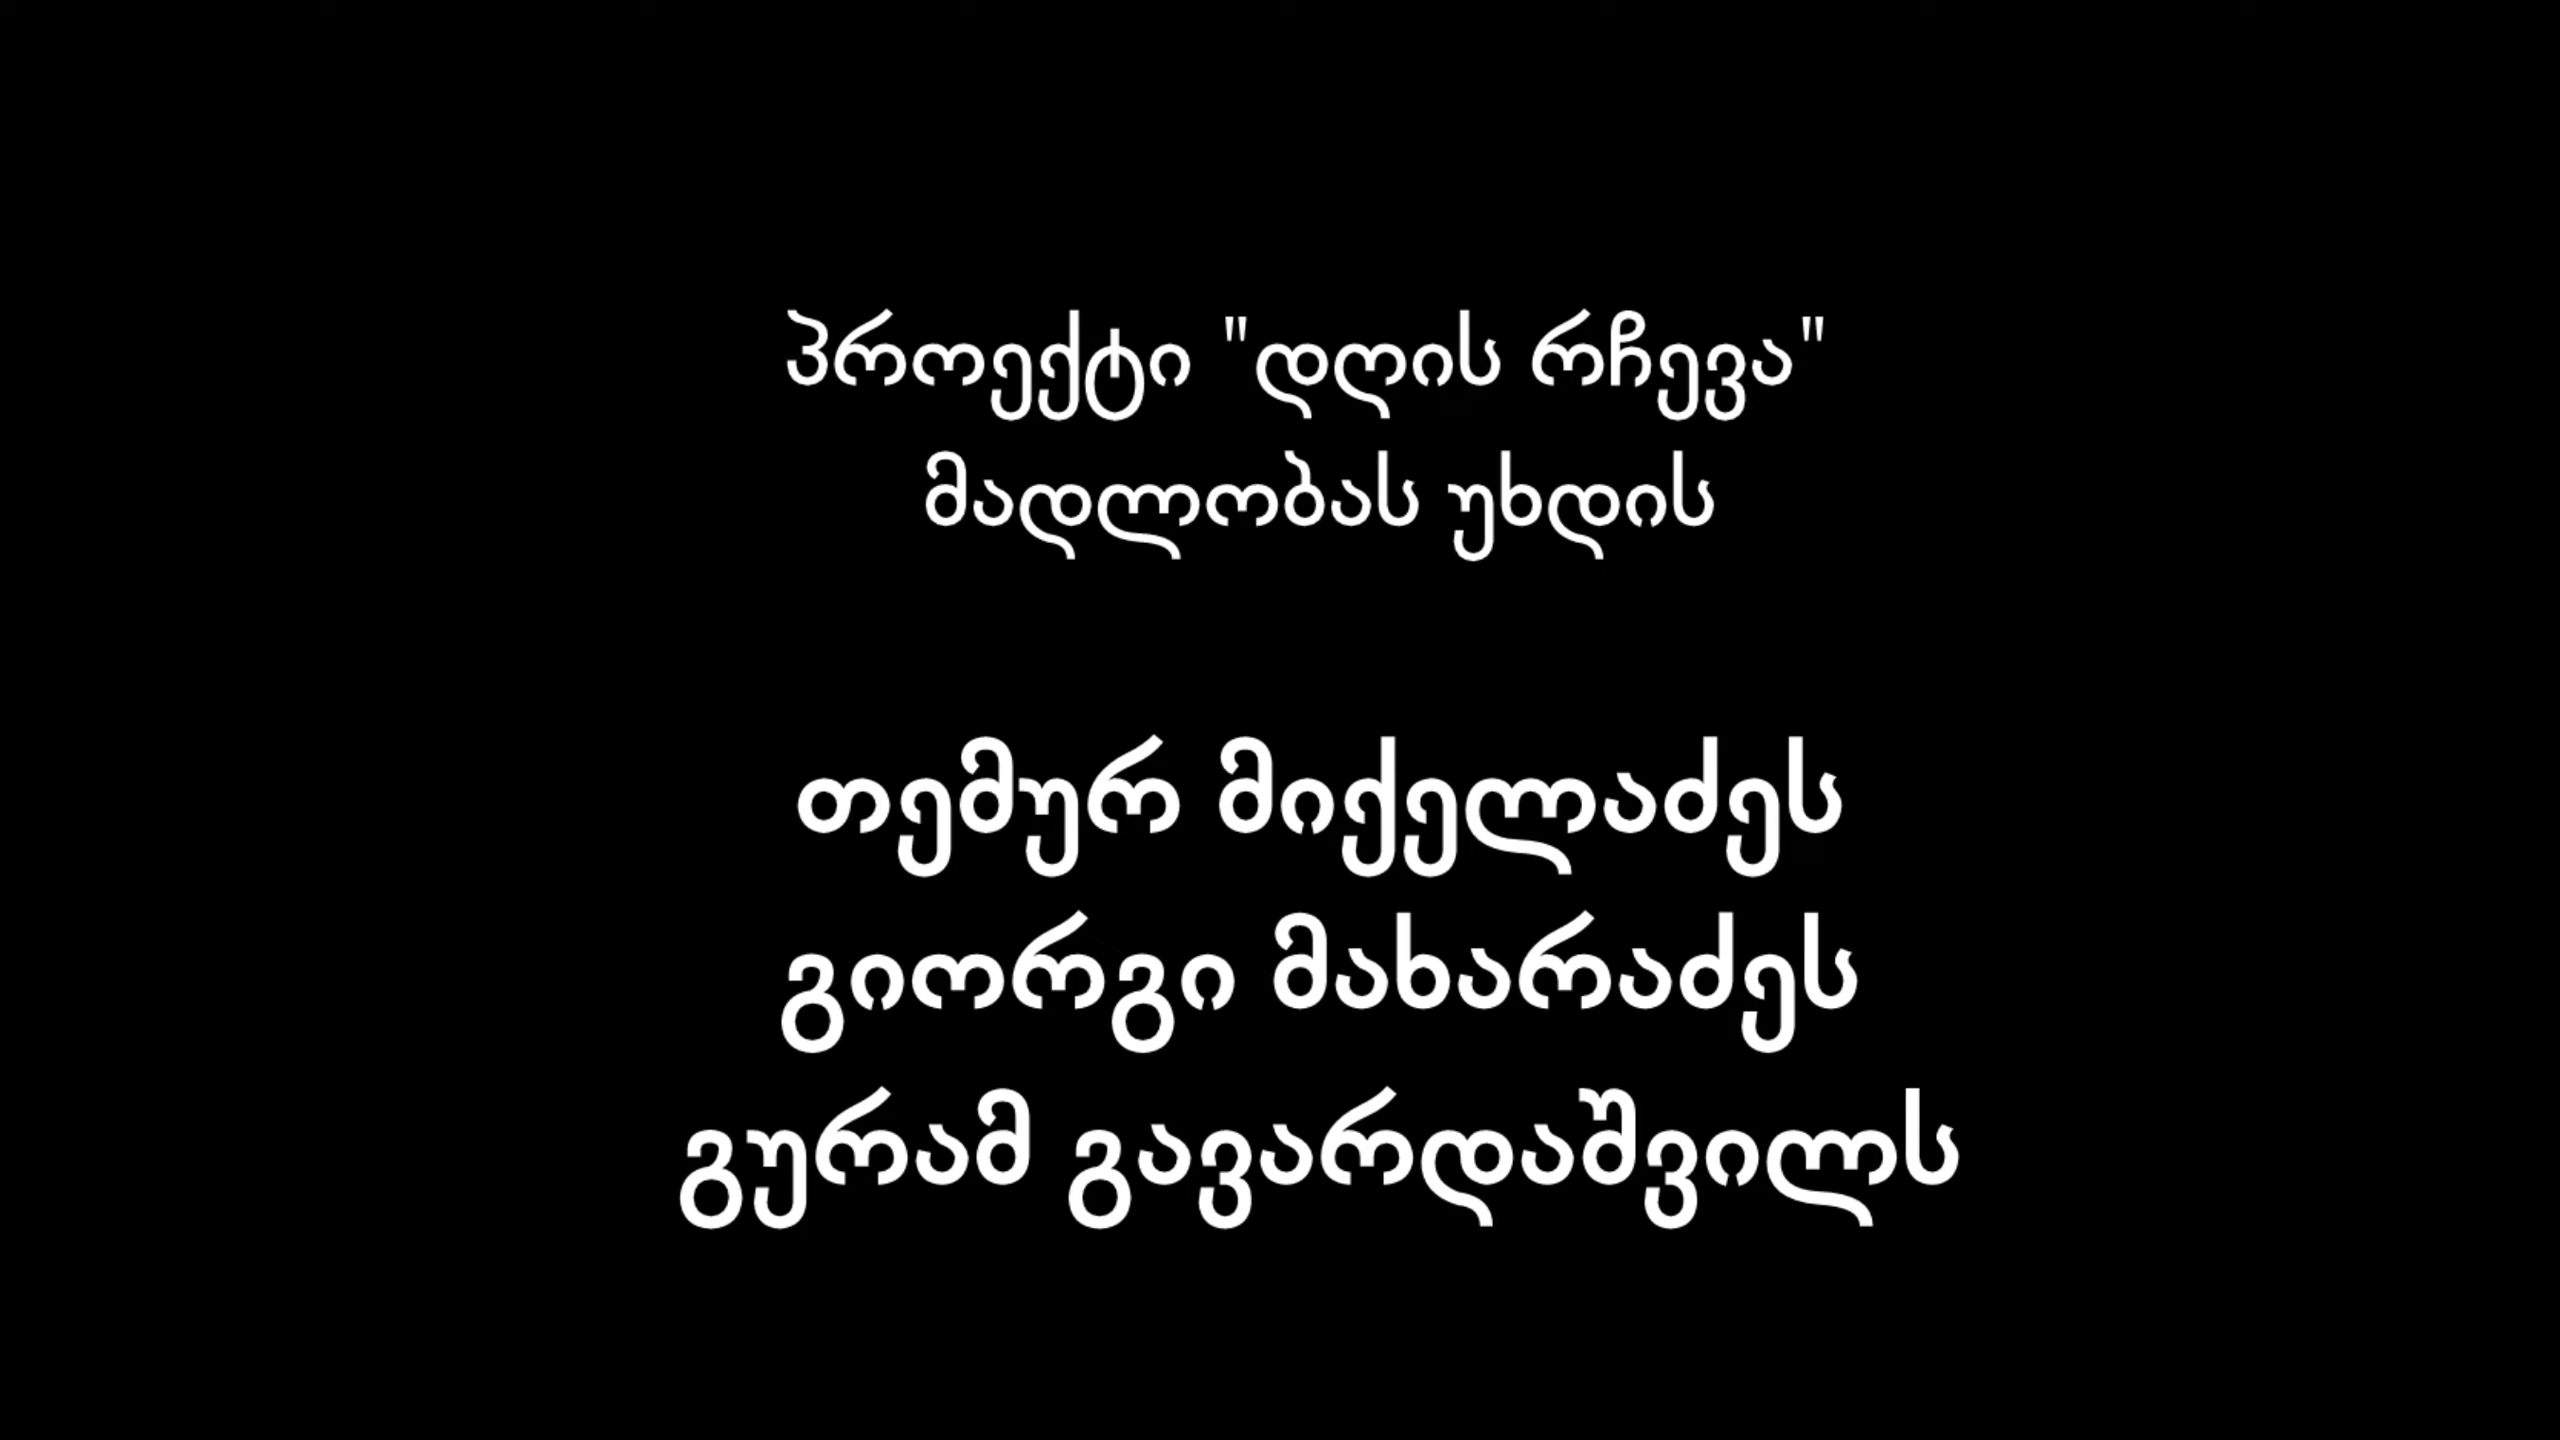 პროექტი "დღის რჩევა"
მადლობას უხდის
თემურ მიქელაძეს
გიორგი მახარაძეს
გურამ გავარდაშვილს